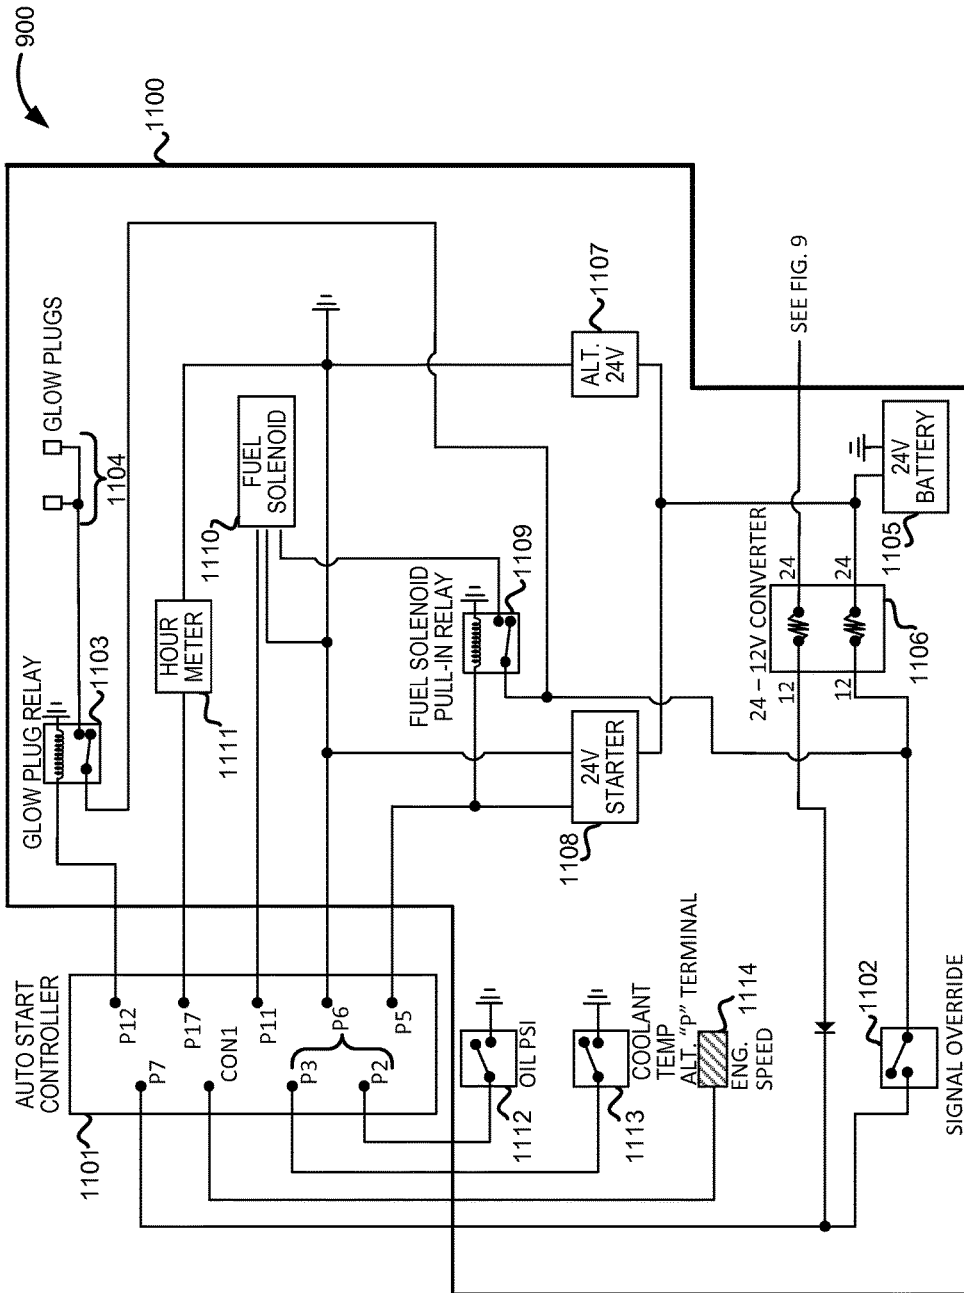 900
1100
GLOW PLUGS
1104
GLOW PLUG RELAY
1103
AUTO START
CONTROLLER
1101
P12
P7
P17
CON1
P11
P6
P3
P2
P5
HOUR
METER
1111
FUEL
SOLENOID
1110
FUEL SOLENOID
PULL-IN RELAY
1109
ALT.
24V
1107
24V
STARTER
1108
OIL PSI
1112
COOLANT
TEMP
1113
ALT. "P" TERMINAL
ENG.
SPEED
1114
SEE FIG. 9
24 – 12V CONVERTER
12
24
12
24
1106
24V
BATTERY
1105
1102
SIGNAL OVERRIDE